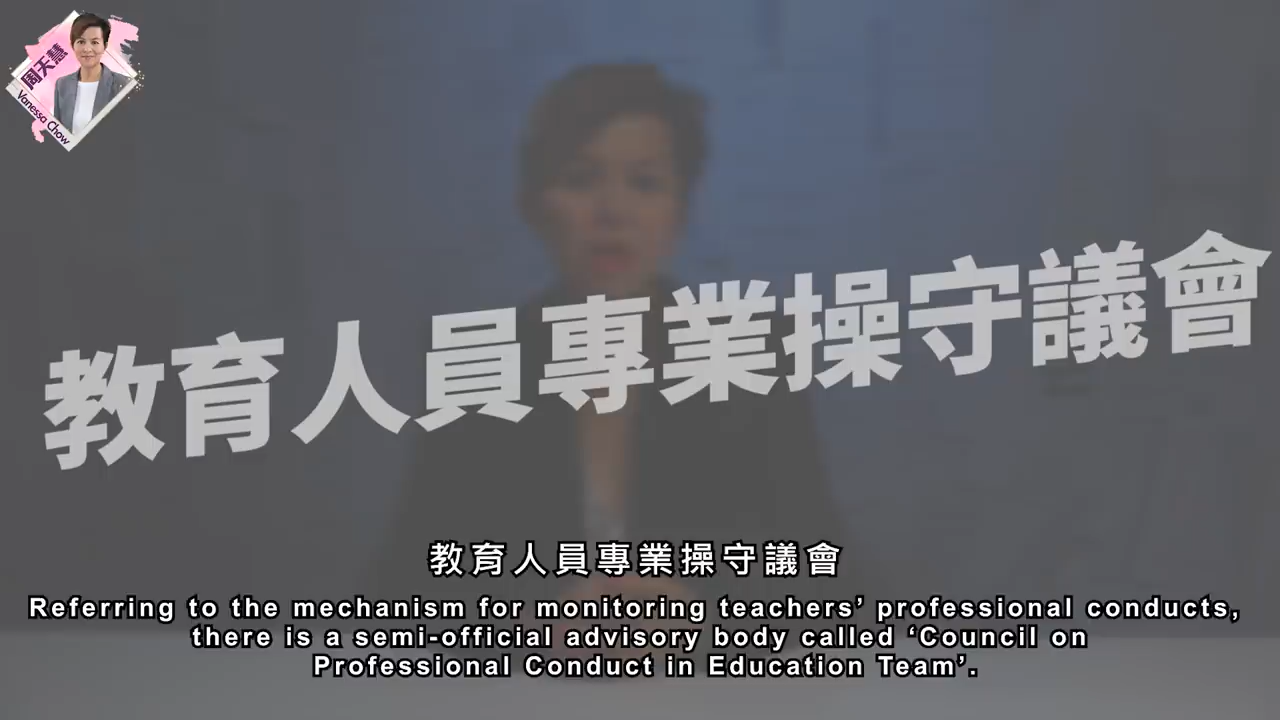 周天慧
Vanessa Chow
教育人員專業操守議會
教育人員專業操守議會
Referring to the mechanism for monitoring teachers’ professional conducts,
there is a semi-official advisory body called ‘Council on
Professional Conduct in Education Team’.